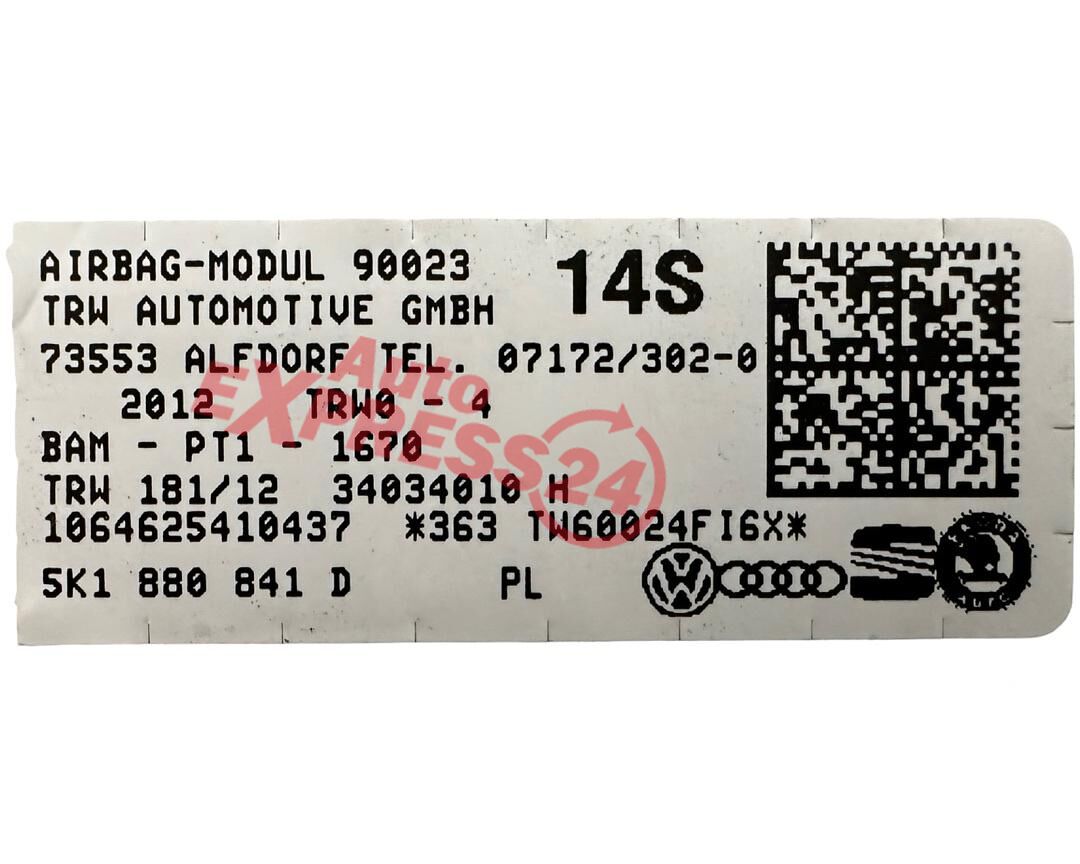 AIRBAG-MODUL 90023
14S
TRW AUTOMOTIVE GMBH
73553 ALFDORF TEL. 07172/302-0
2012 TRW0 - 4
BAM - PT1 - 1670
TRW 181/12 34034010 H
1064625410437 *363 TW60024FI6X*
5K1 880 841 D PL
Auto
EXPRESS24